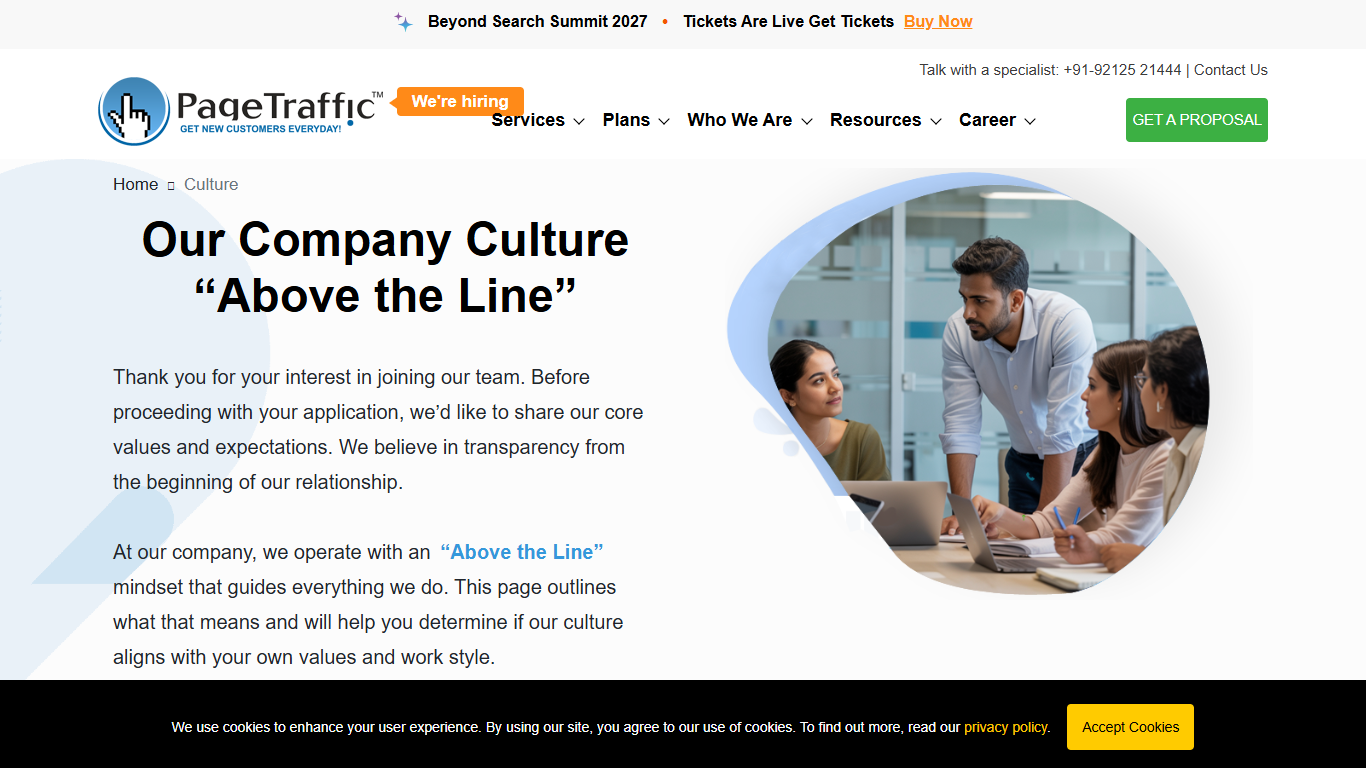 Beyond Search Summit 2027 • Tickets Are Live Get Tickets Buy Now
Talk with a specialist: +91-92125 21444 | Contact Us
PageTraffic™
GET NEW CUSTOMERS EVERYDAY!
We're hiring
Services Plans Who We Are Resources Career
GET A PROPOSAL
Home Culture
Our Company Culture
“Above the Line”
Thank you for your interest in joining our team. Before
proceeding with your application, we’d like to share our core
values and expectations. We believe in transparency from
the beginning of our relationship.
At our company, we operate with an “Above the Line”
mindset that guides everything we do. This page outlines
what that means and will help you determine if our culture
aligns with your own values and work style.
We use cookies to enhance your user experience. By using our site, you agree to our use of cookies. To find out more, read our privacy policy.
Accept Cookies